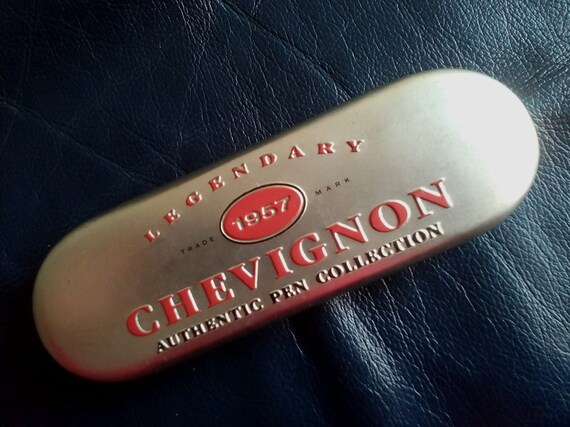 LEGENDARY
TRADE 1957 MARK
CHEVIGNON
AUTHENTIC PEN COLLECTION